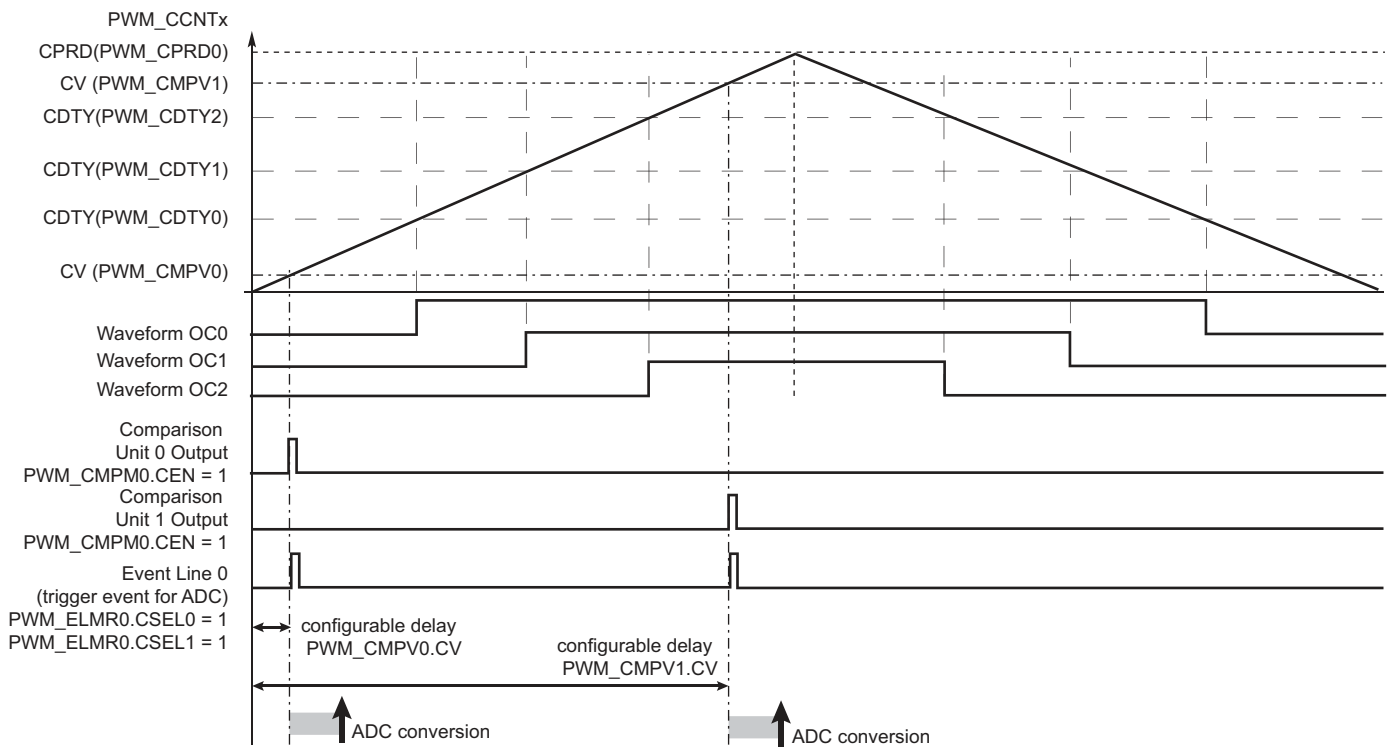 PWM_CCNTx
CPRD(PWM_CPRD0)
CV (PWM_CMPV1)
CDTY(PWM_CDTY2)
CDTY(PWM_CDTY1)
CDTY(PWM_CDTY0)
CV (PWM_CMPV0)
Waveform OC0
Waveform OC1
Waveform OC2
Comparison
Unit 0 Output
PWM_CMPM0.CEN = 1
Comparison
Unit 1 Output
PWM_CMPM0.CEN = 1
Event Line 0
(trigger event for ADC)
PWM_ELMR0.CSEL0 = 1
PWM_ELMR0.CSEL1 = 1
configurable delay
PWM_CMPV0.CV
configurable delay
PWM_CMPV1.CV
ADC conversion
ADC conversion